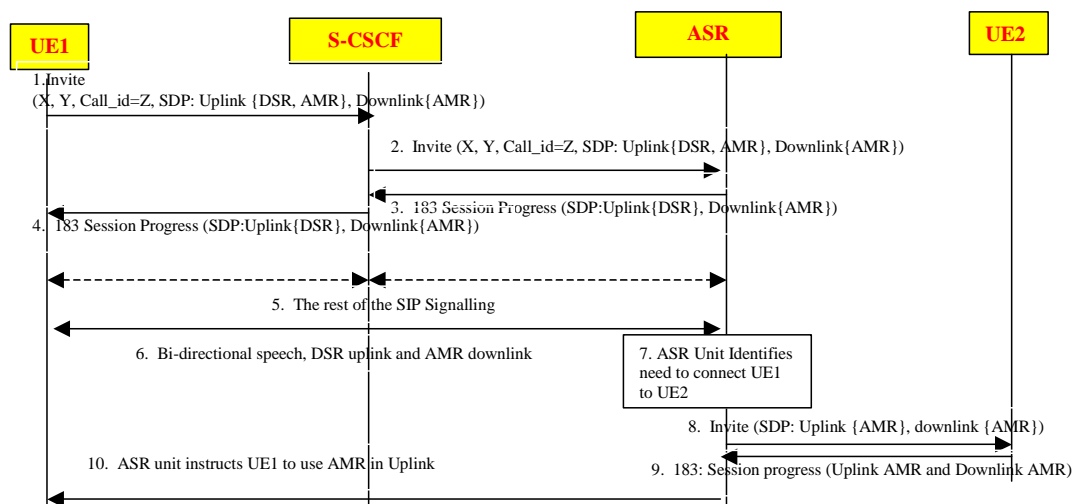 UE1
S-CSCF
ASR
UE2
1.Invite
(X, Y, Call_id=Z, SDP: Uplink {DSR, AMR}, Downlink{AMR})
2. Invite (X, Y, Call_id=Z, SDP: Uplink{DSR, AMR}, Downlink{AMR})
3. 183 Session Progress (SDP:Uplink{DSR}, Downlink{AMR})
4. 183 Session Progress (SDP:Uplink{DSR}, Downlink{AMR})
5. The rest of the SIP Signalling
6. Bi-directional speech, DSR uplink and AMR downlink
7. ASR Unit Identifies
need to connect UE1
to UE2
8. Invite (SDP: Uplink {AMR}, downlink {AMR})
9. 183: Session progress (Uplink AMR and Downlink AMR)
10. ASR unit instructs UE1 to use AMR in Uplink